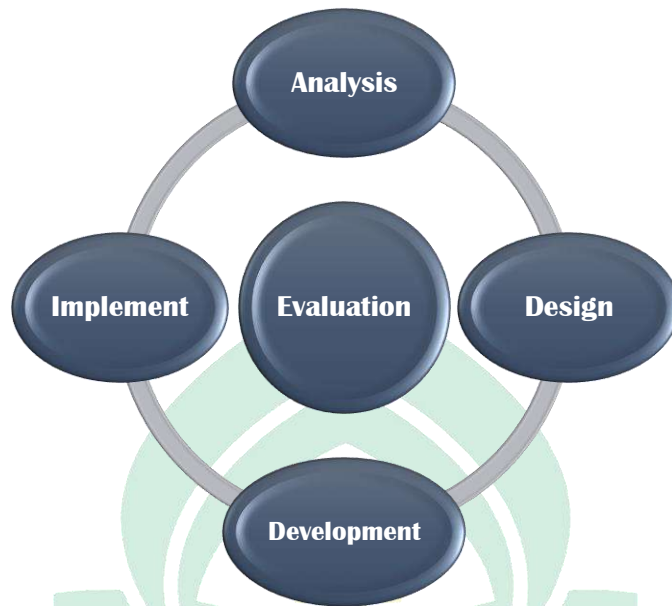 Analysis
Implement
Evaluation
Design
Development